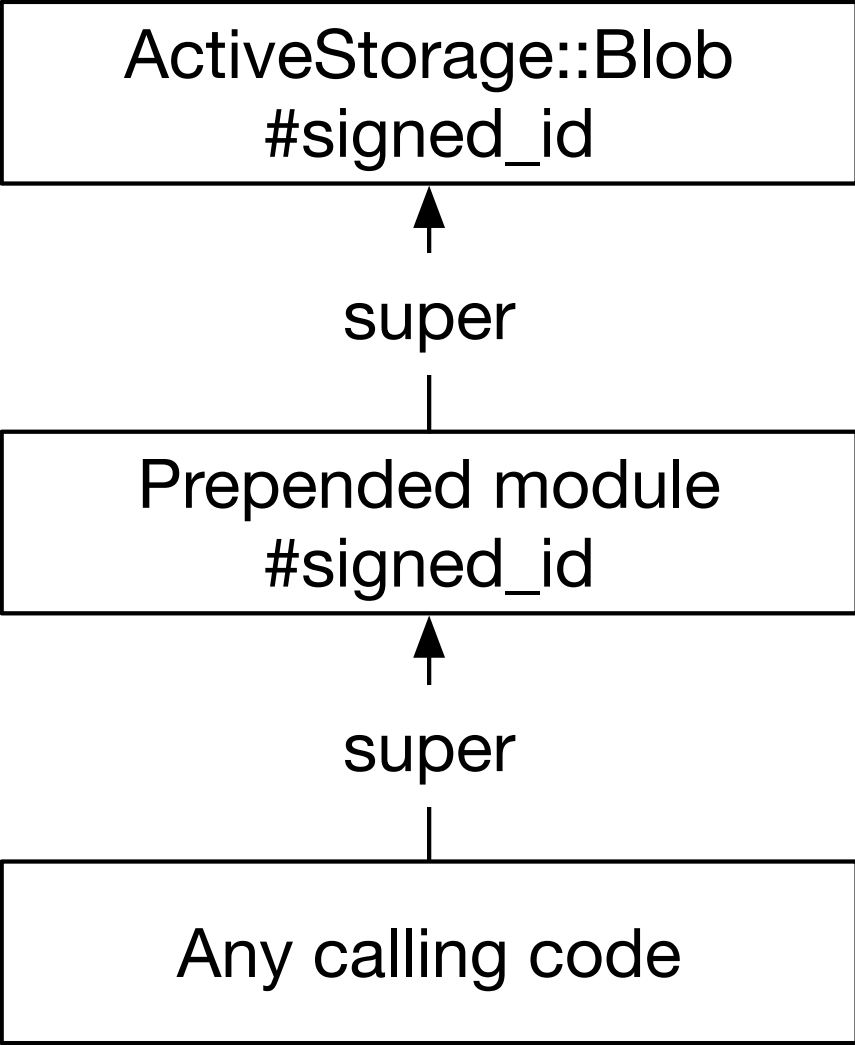 ActiveStorage::Blob
#signed_id
super
Prepended module
#signed_id
super
Any calling code